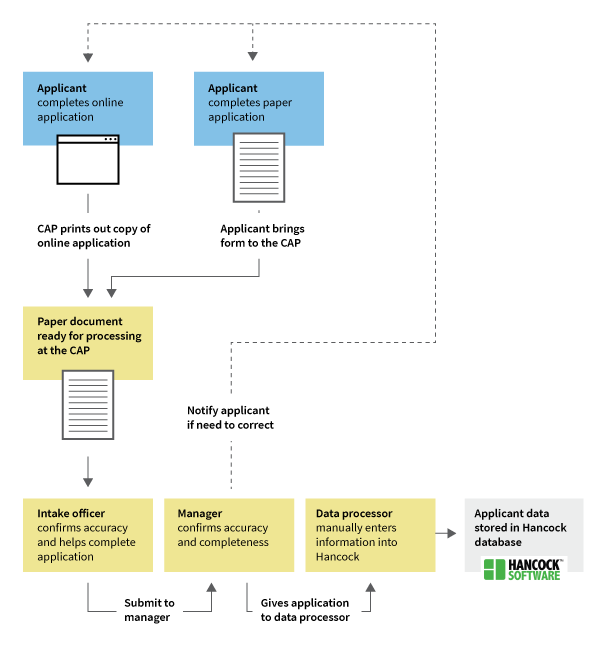 Applicant
completes online
application
Applicant
completes paper
application
CAP prints out copy of
online application
Applicant brings
form to the CAP
Paper document
ready for processing
at the CAP
Notify applicant
if need to correct
Intake officer
confirms accuracy
and helps complete
application
Manager
confirms accuracy
and completeness
Data processor
manually enters
information into
Hancock
Applicant data
stored in Hancock
database
HANCOCK™
SOFTWARE
Submit to
manager
Gives application
to data processor